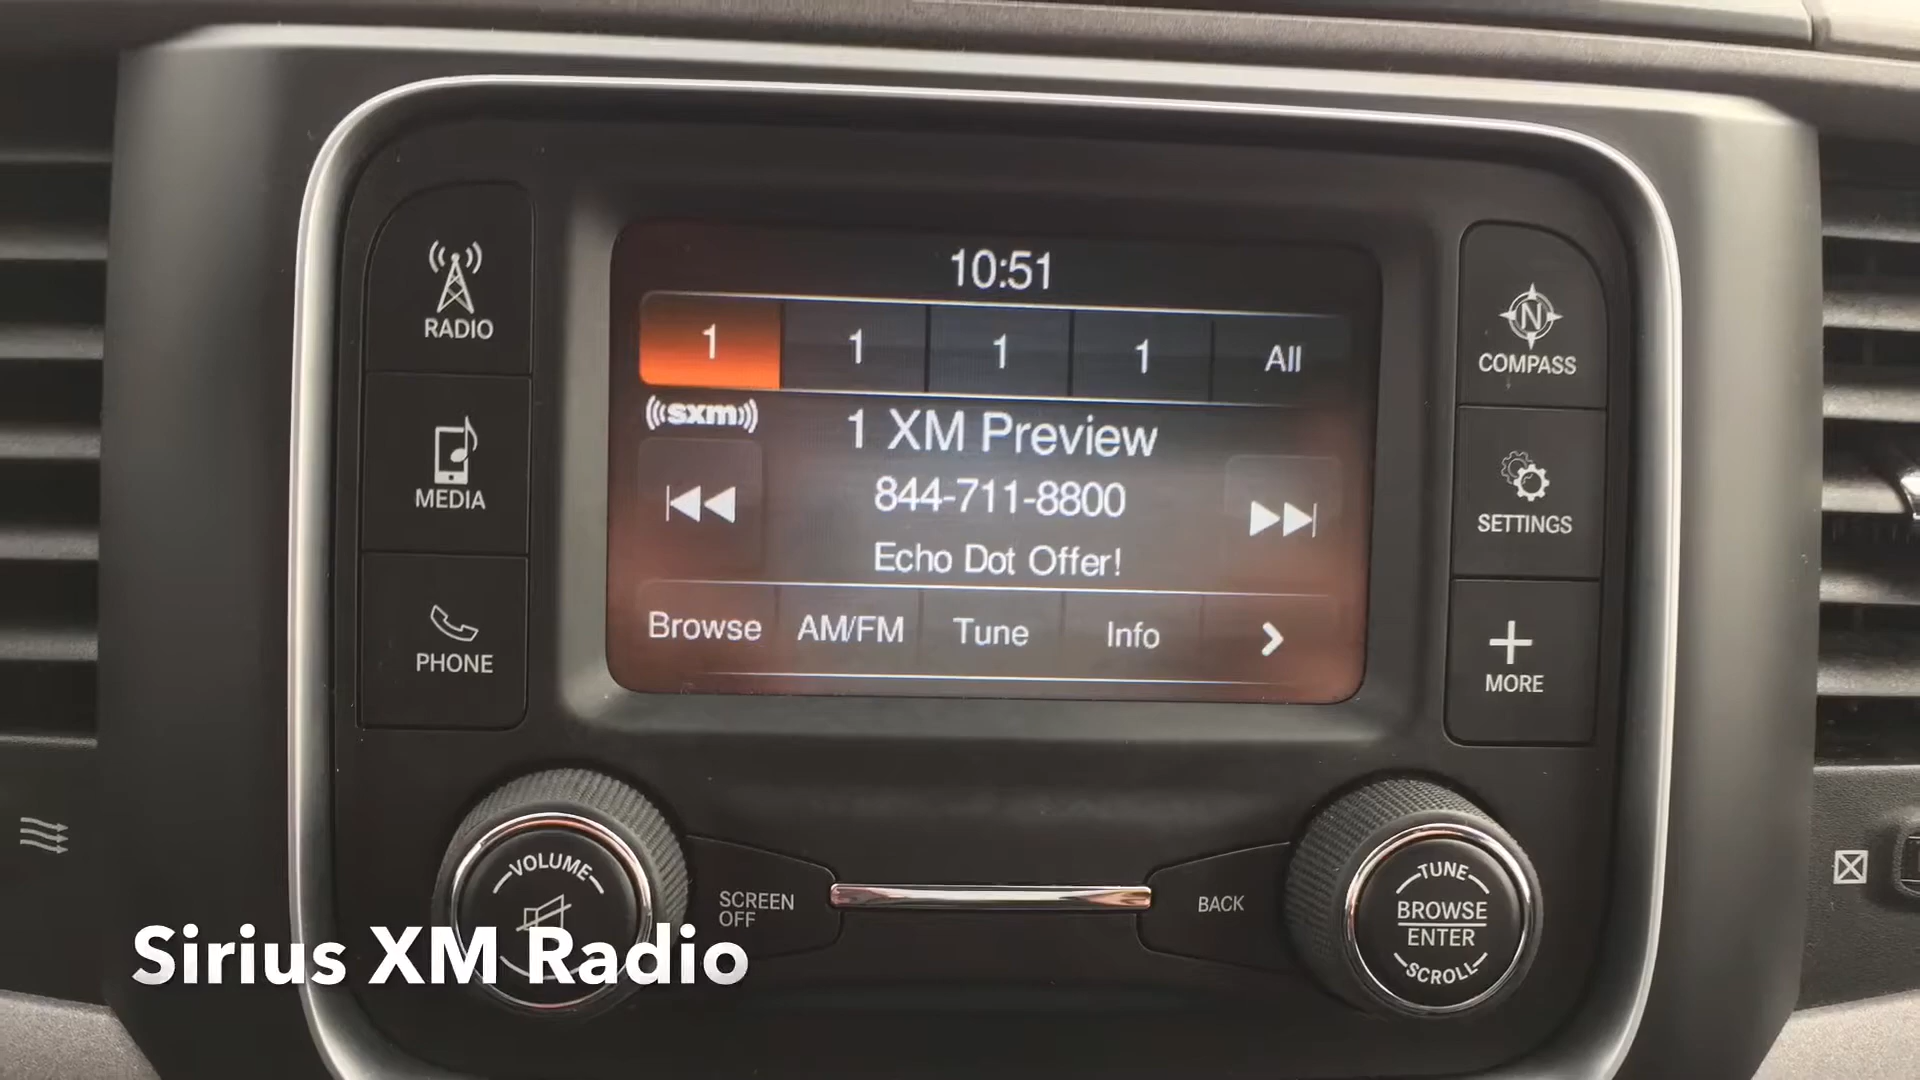 10:51
1 1 1 1 All
((sxm))
1 XM Preview
844-711-8800
Echo Dot Offer!
Browse AM/FM Tune Info
RADIO
MEDIA
PHONE
N
COMPASS
SETTINGS
MORE
VOLUME
SCREEN
OFF
BACK
TUNE
BROWSE
ENTER
SCROLL
Sirius XM Radio